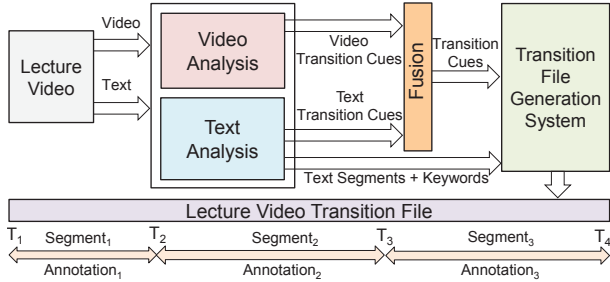 Video
Lecture
Video
Text
Video
Analysis
Text
Analysis
Video
Transition Cues
Text
Transition Cues
Text Segments + Keywords
Fusion
Transition
Cues
Transition
File
Generation
System
Lecture Video Transition File
T₁ Segment₁ T₂ Segment₂ T₃ Segment₃ T₄
Annotation₁ Annotation₂ Annotation₃